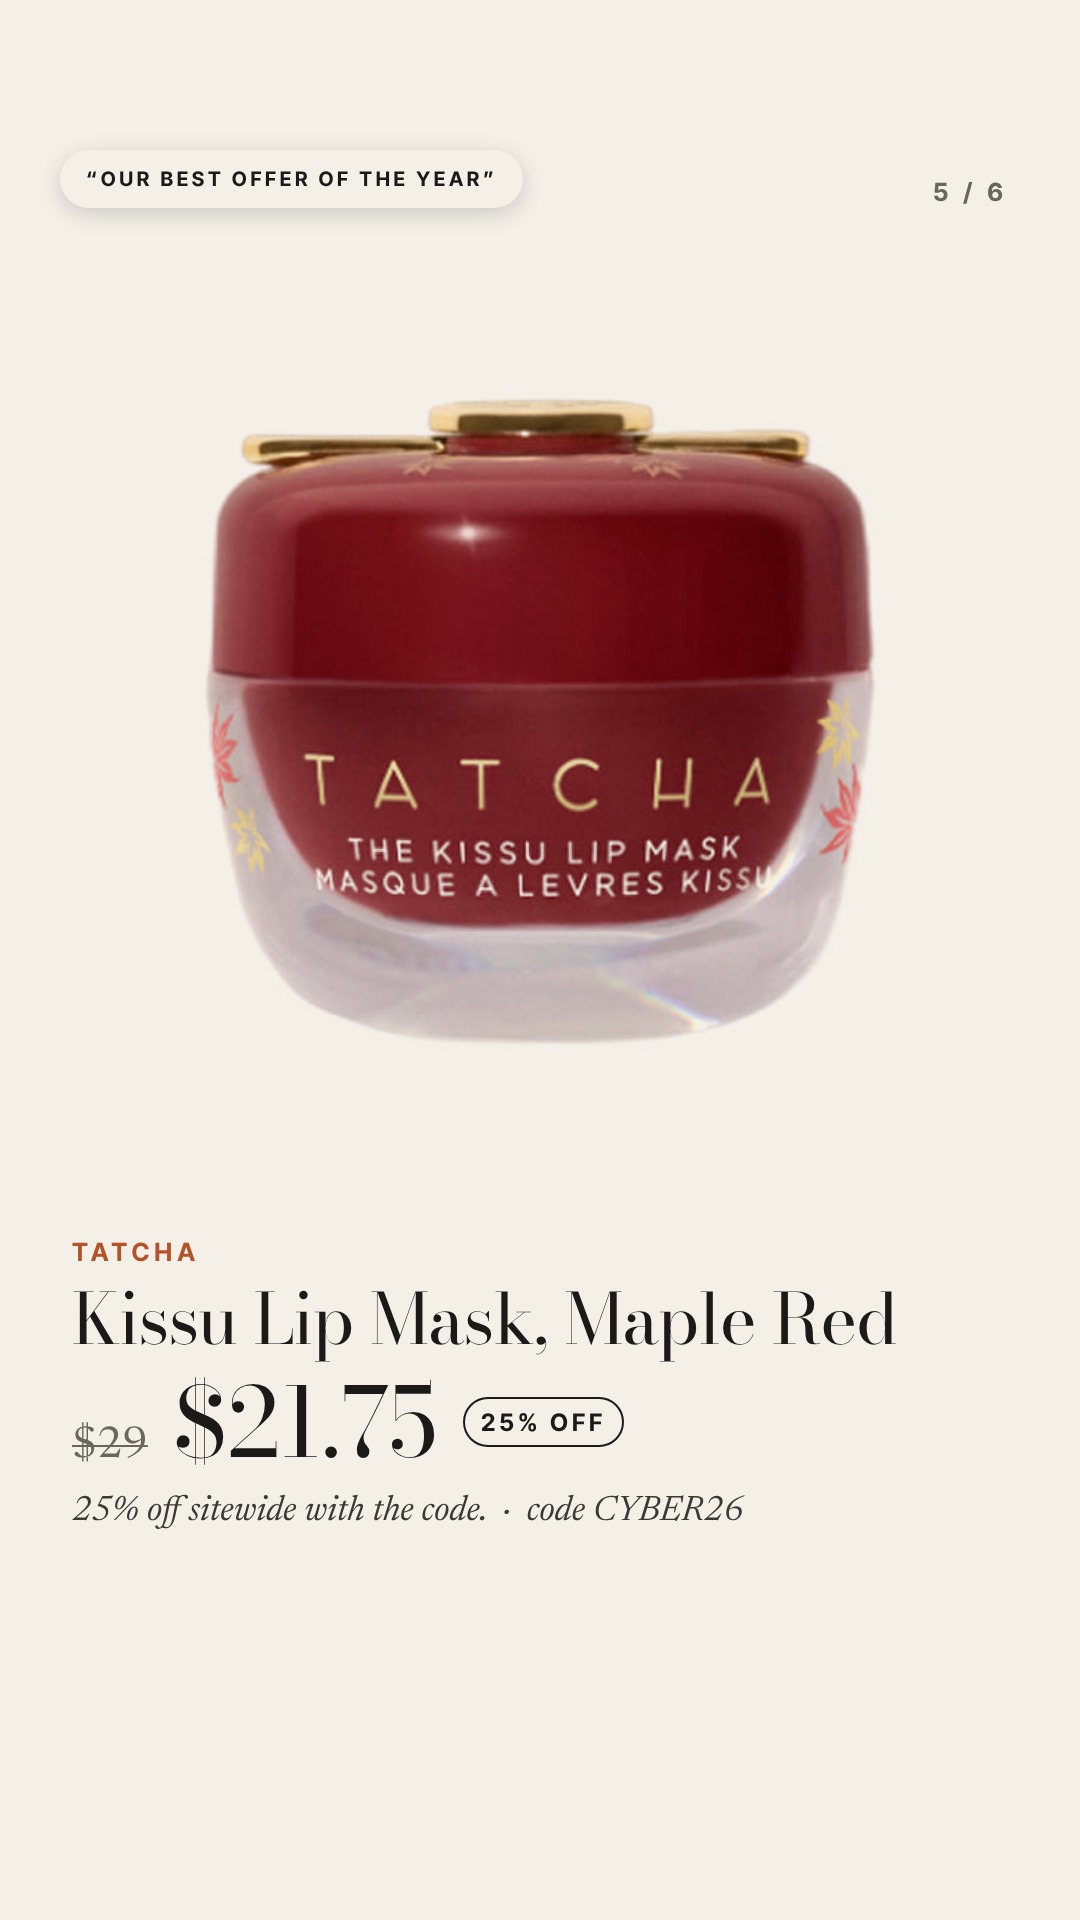 “OUR BEST OFFER OF THE YEAR”
5 / 6
TATCHA
THE KISSU LIP MASK
MASQUE A LEVRES KISSU
TATCHA
Kissu Lip Mask, Maple Red
$29 $21.75 25% OFF
25% off sitewide with the code. · code CYBER26